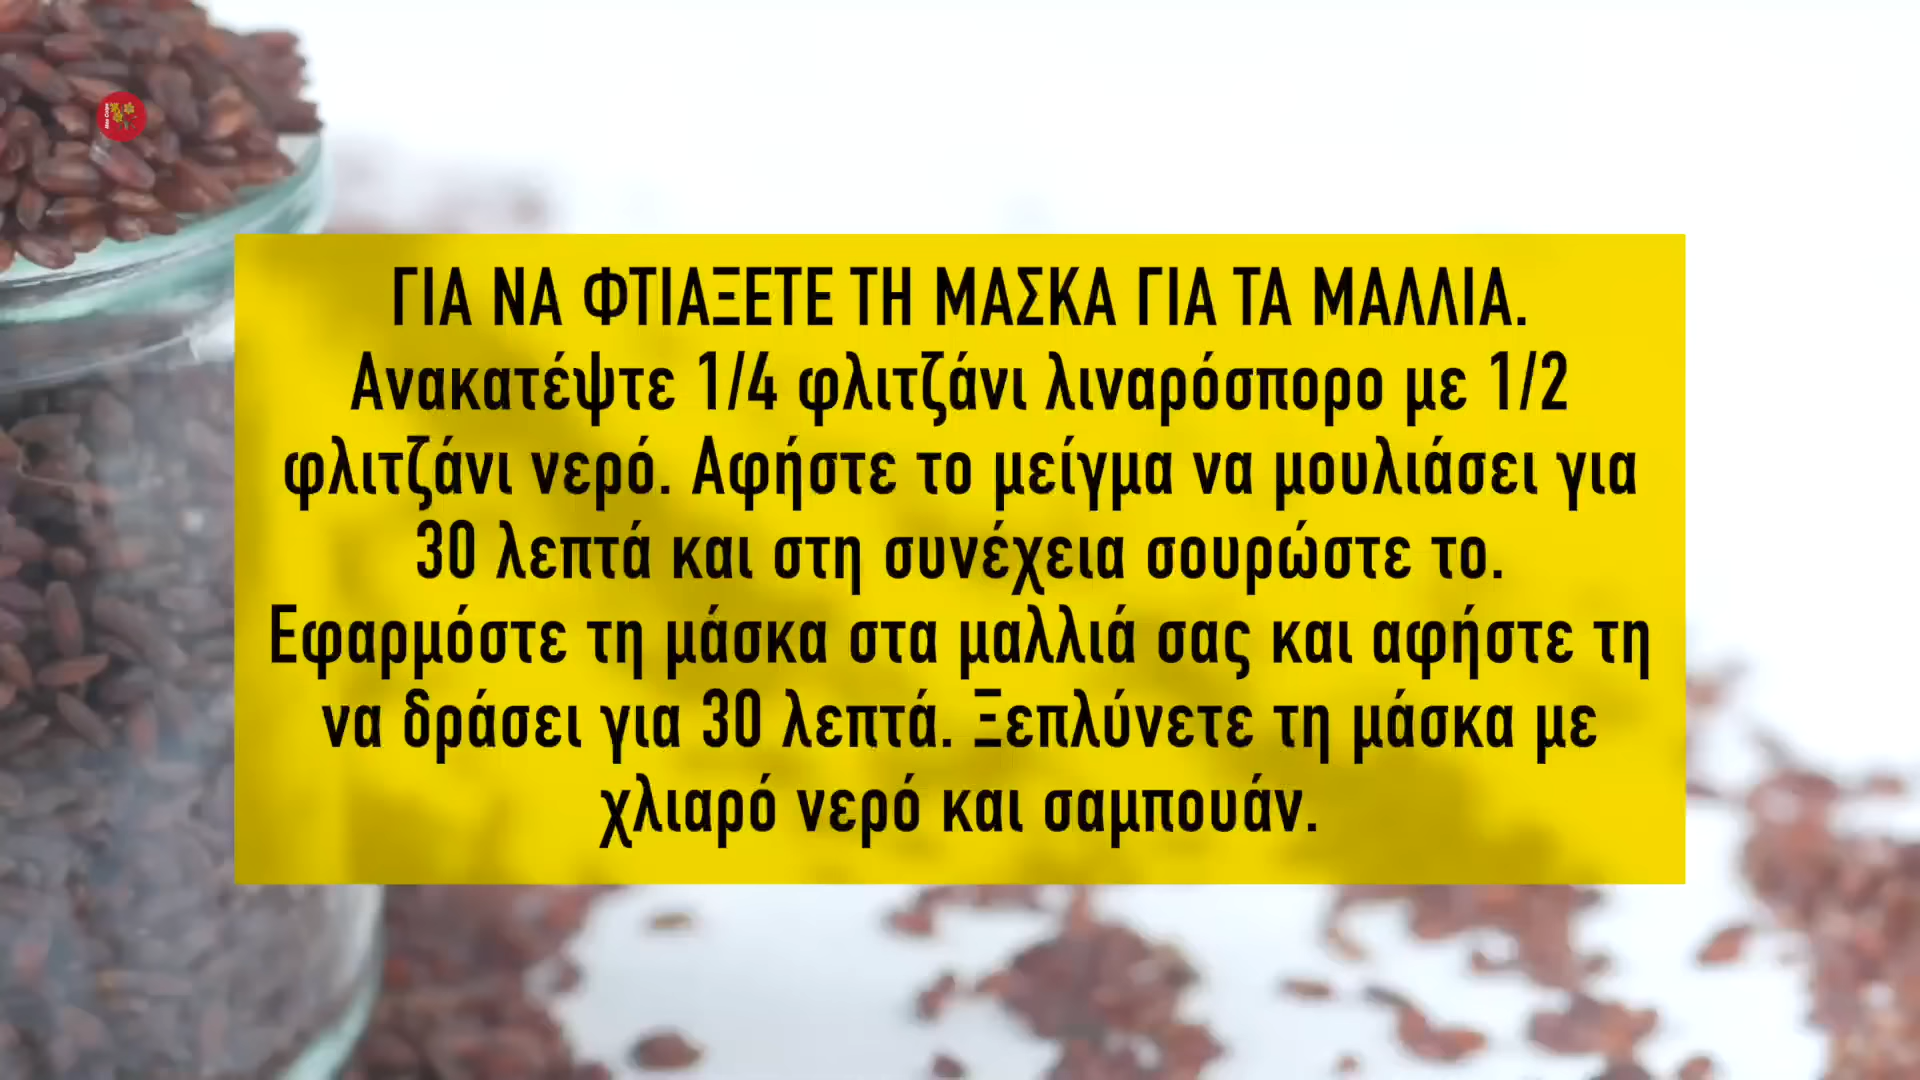 ΓΙΑ ΝΑ ΦΤΙΑΞΕΤΕ ΤΗ ΜΑΣΚΑ ΓΙΑ ΤΑ ΜΑΛΛΙΑ.
Ανακατέψτε 1/4 φλιτζάνι λιναρόσπορο με 1/2
φλιτζάνι νερό. Αφήστε το μείγμα να μουλιάσει για
30 λεπτά και στη συνέχεια σουρώστε το.
Εφαρμόστε τη μάσκα στα μαλλιά σας και αφήστε τη
να δράσει για 30 λεπτά. Ξεπλύνετε τη μάσκα με
χλιαρό νερό και σαμπουάν.